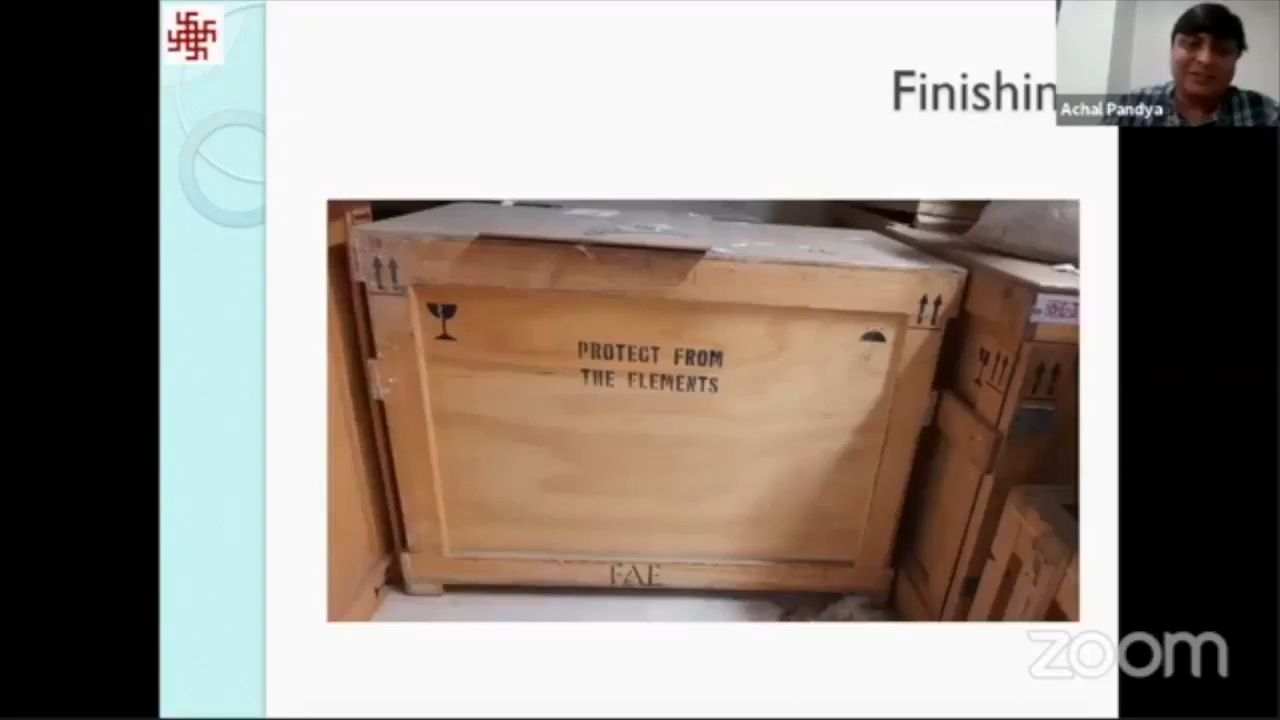 Finishin
Achal Pandya
PROTECT FROM
THE ELEMENTS
FAE
zoom